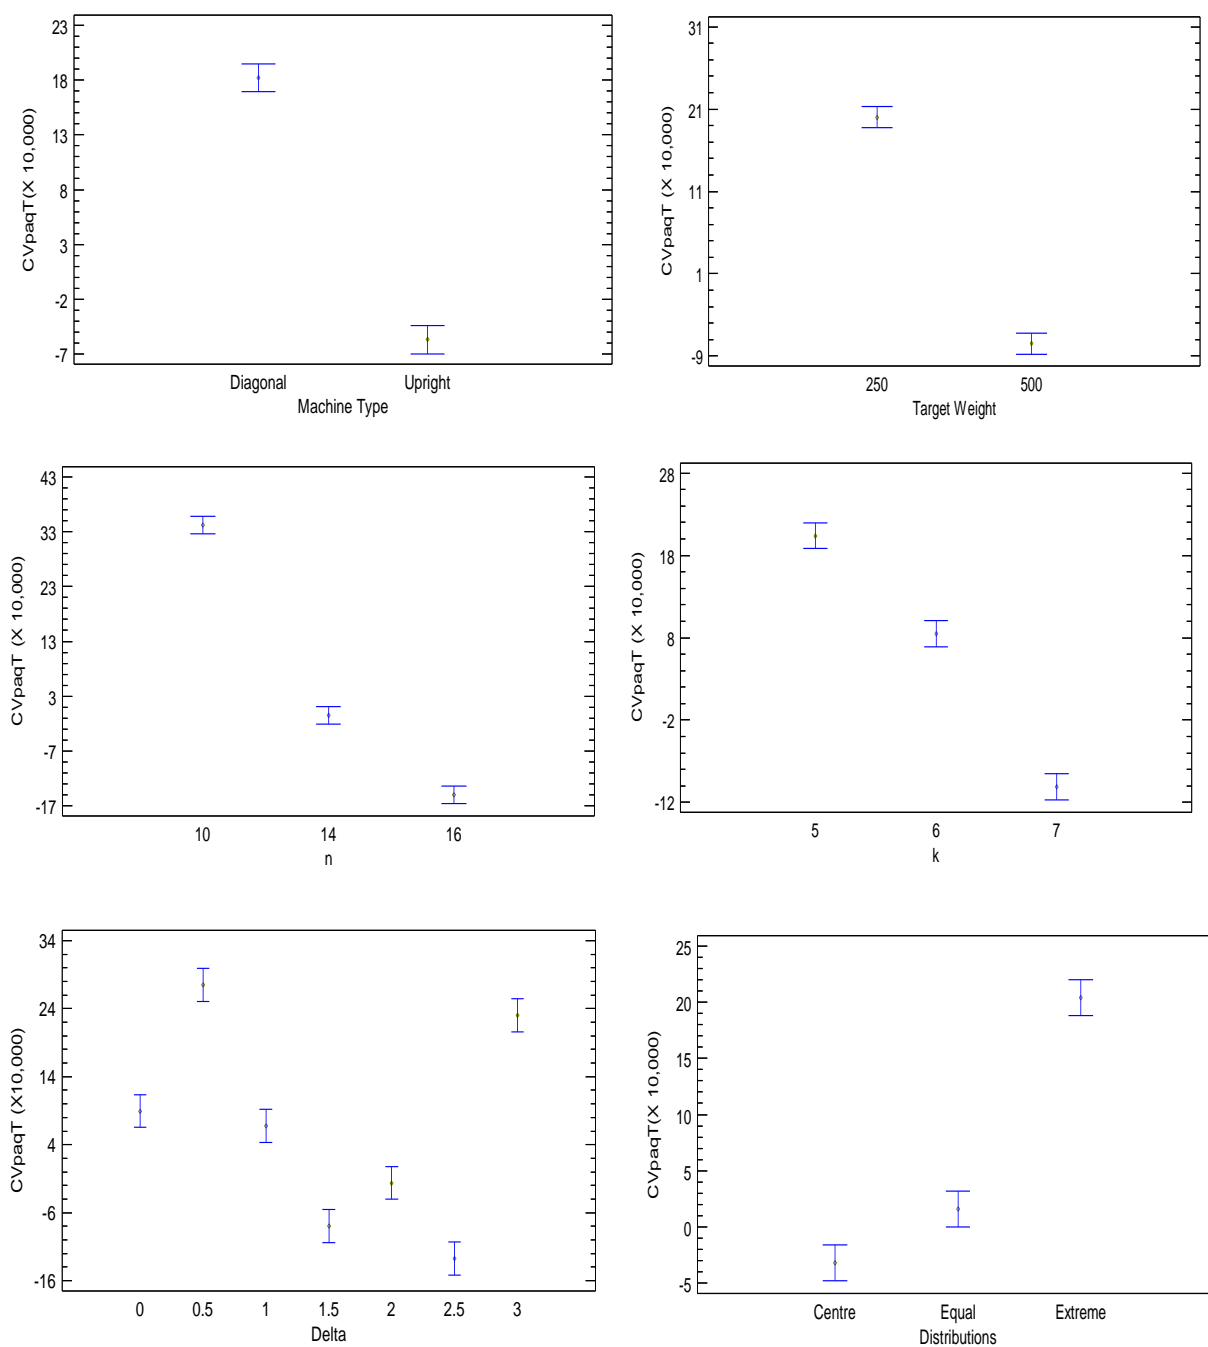 CVpaqT(X 10,000)
23
18
13
8
3
-2
-7
Diagonal Upright
Machine Type
CVpaqT (X 10,000)
31
21
11
1
-9
250 500
Target Weight
CVpaqT (X 10,000)
43
33
23
13
3
-7
-17
10 14 16
n
CVpaqT (X 10,000)
28
18
8
-2
-12
5 6 7
k
CVpaqT (X10,000)
34
24
14
4
-6
-16
0 0.5 1 1.5 2 2.5 3
Delta
CVpaqT(X 10,000)
25
20
15
10
5
0
-5
Centre Equal Extreme
Distributions